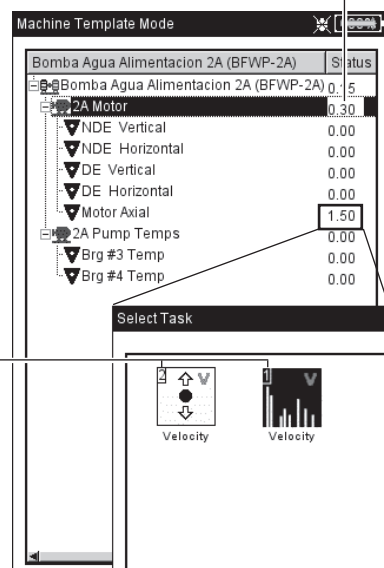 Machine Template Mode 100%
Bomba Agua Alimentacion 2A (BFWP-2A) Status
Bomba Agua Alimentacion 2A (BFWP-2A) 0.15
2A Motor 0.30
NDE Vertical 0.00
NDE Horizontal 0.00
DE Vertical 0.00
DE Horizontal 0.00
Motor Axial 1.50
2A Pump Temps 0.00
Brg #3 Temp 0.00
Brg #4 Temp 0.00
Select Task
2 V 1 V
Velocity Velocity